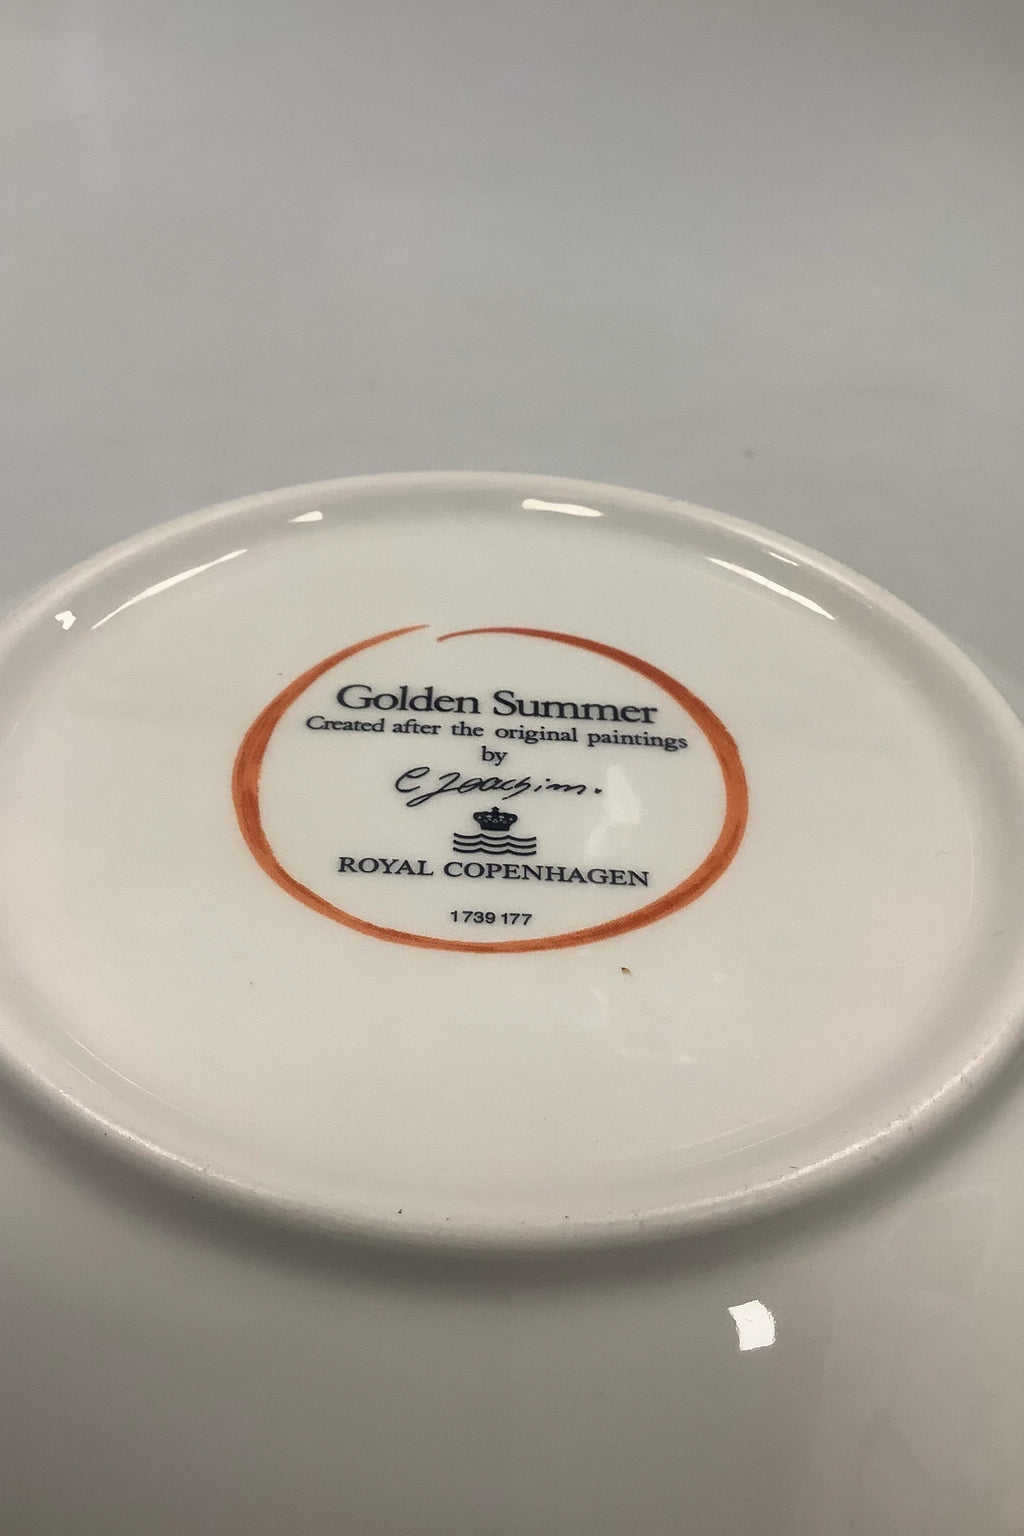 Golden Summer
Created after the original paintings
by
C Joachim.
ROYAL COPENHAGEN
1739 177